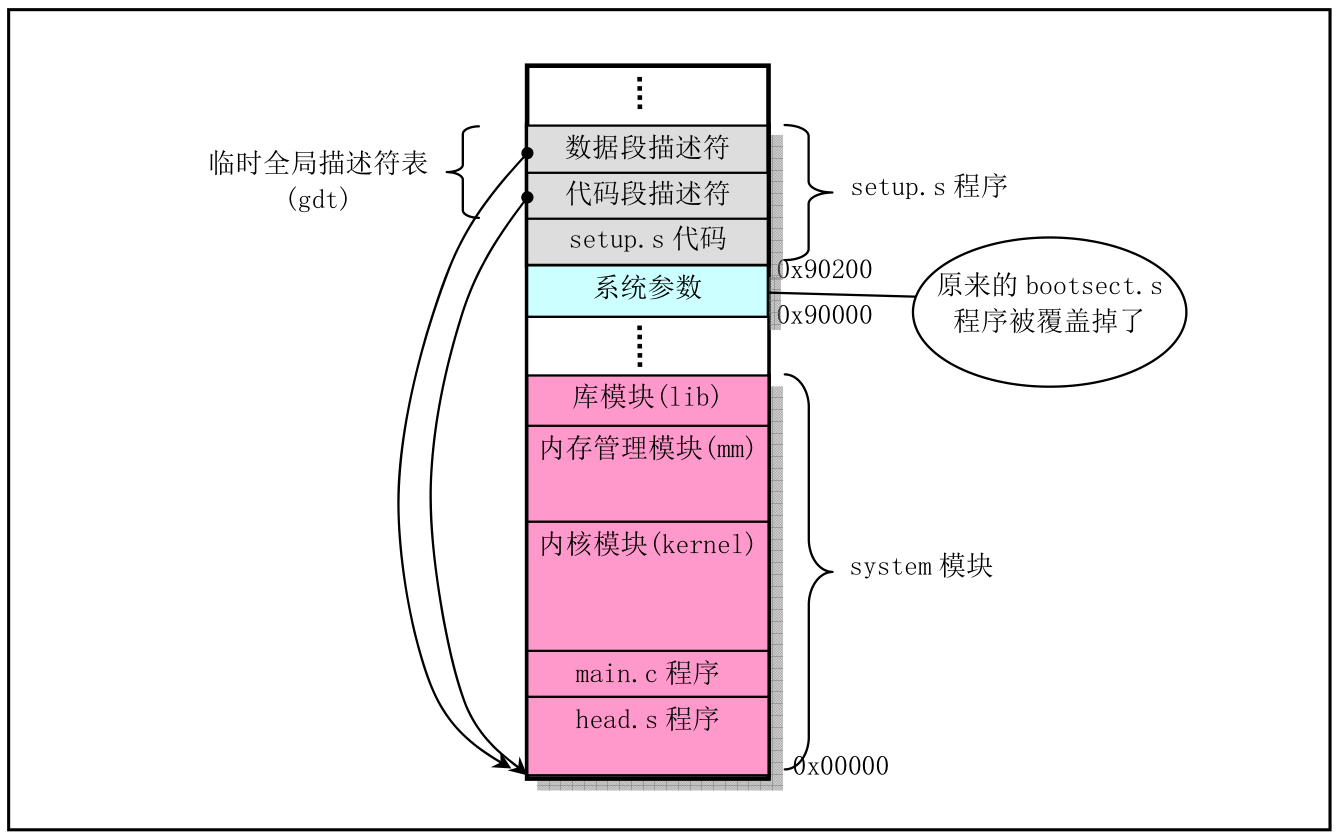 临时全局描述符表
(gdt)
数据段描述符
代码段描述符
setup.s 代码
系统参数
setup.s 程序
0x90200
0x90000
原来的 bootsect.s
程序被覆盖掉了
库模块(lib)
内存管理模块(mm)
内核模块(kernel)
main.c 程序
head.s 程序
system 模块
0x00000